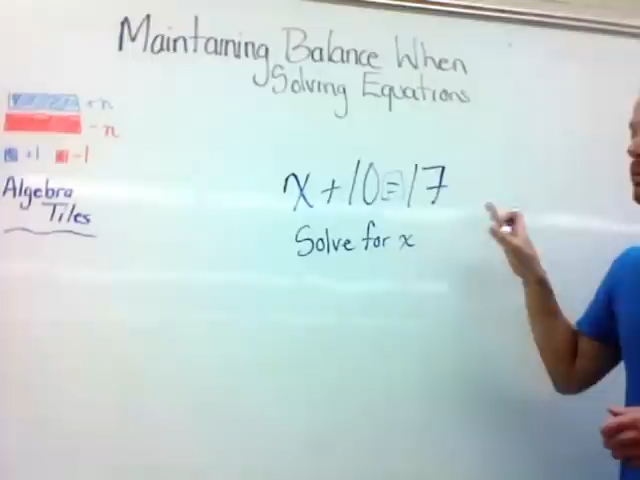 Maintaining Balance When
Solving Equations
+n
-n
+1 -1
Algebra
Tiles
x+10=17
Solve for x